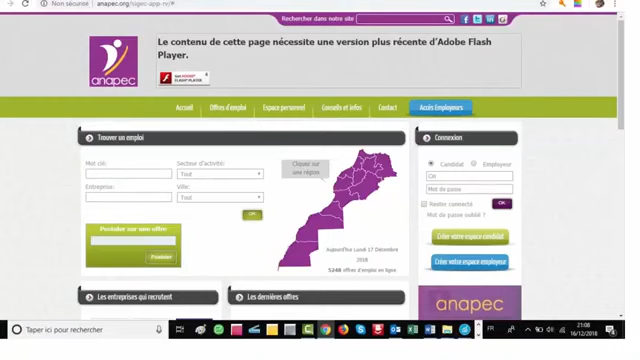 Non sécurisé | anapec.org/sigec-app-rv/#
Rechercher dans notre site
anapec
Le contenu de cette page nécessite une version plus récente d'Adobe Flash
Player.
Accueil Offres d'emploi Espace personnel Conseils et infos Contact Accès Employeurs
Trouver un emploi
Mot clé:
Secteur d'activité:
Tout
Entreprise:
Ville:
Tout
OK
Cliquez sur
une région
Postuler sur une offre
Postuler
Aujourd'hui Lundi 17 Décembre
2018
5248 offres d'emploi en ligne
Connexion
Candidat Employeur
Mot de passe
Rester connecté
OK
Mot de passe oublié ?
Créer votre espace candidat
Créer votre espace employeur
Les entreprises qui recrutent
Les dernières offres
anapec
Taper ici pour rechercher
FR
21:08
16/12/2018